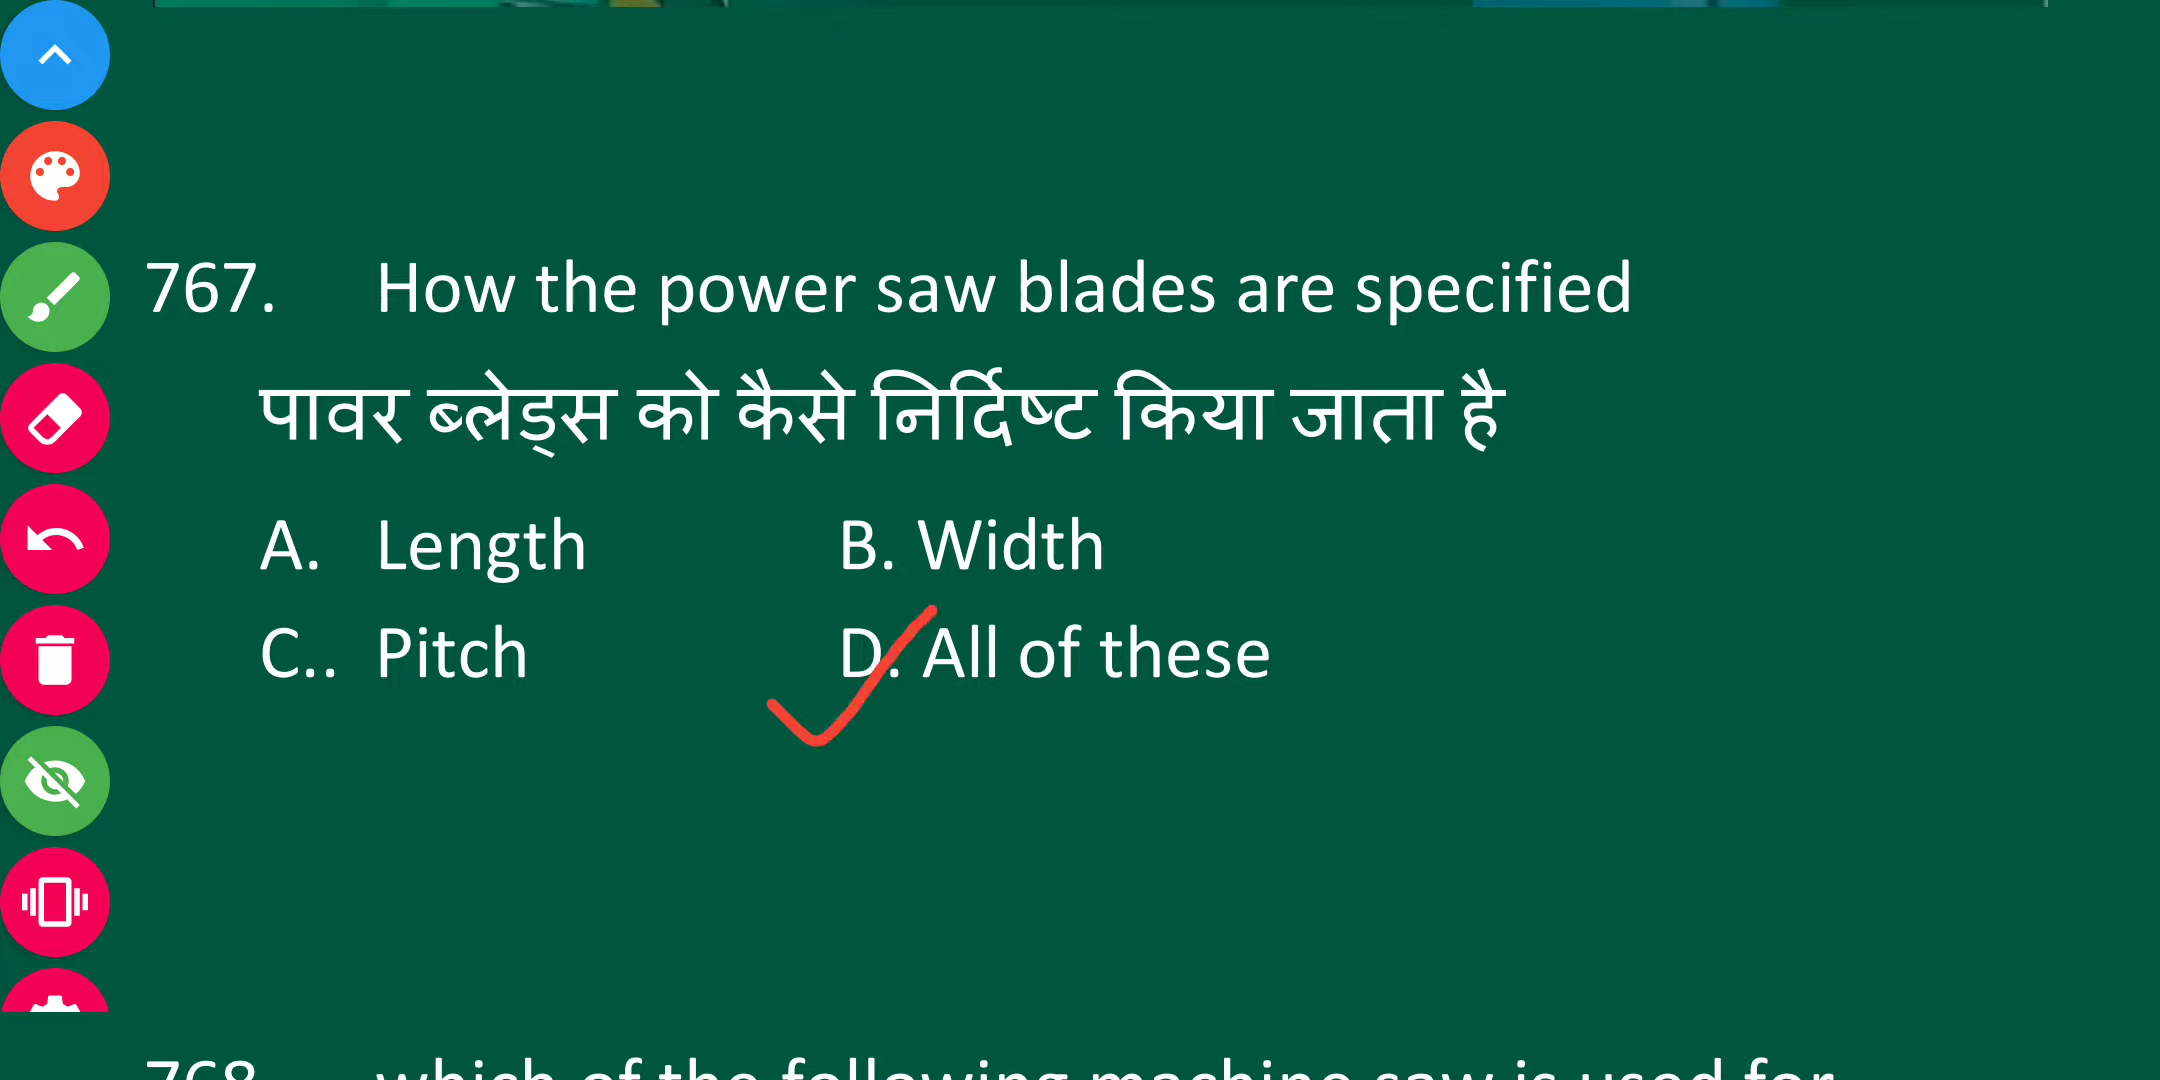 767. How the power saw blades are specified
पावर ब्लेड्स को कैसे निर्दिष्ट किया जाता है
A. Length B. Width
C.. Pitch D. All of these
768. which of the following machine saw is used for